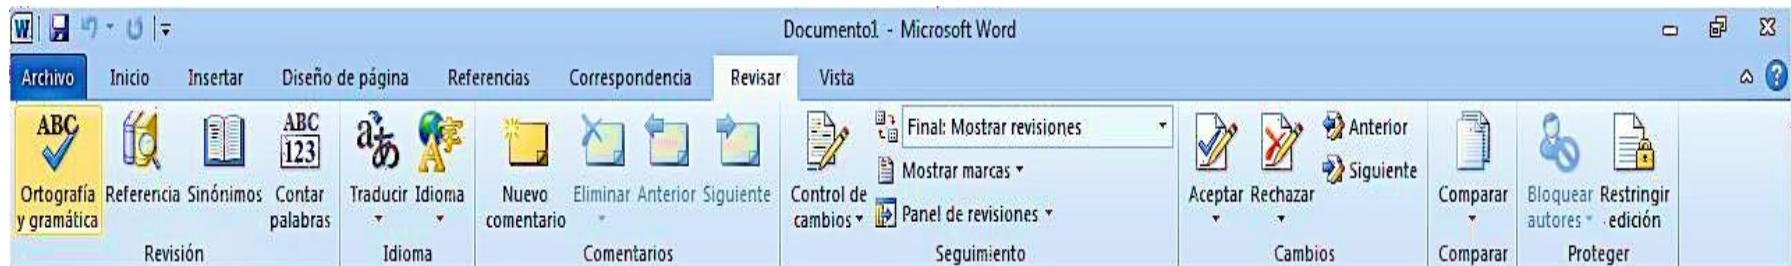 Documento1 - Microsoft Word
Archivo Inicio Insertar Diseño de página Referencias Correspondencia Revisar Vista
ABC
Ortografía
y gramática
Referencia
Sinónimos
ABC
123
Contar
palabras
Revisión
Traducir
Idioma
Idioma
Nuevo
comentario
Eliminar
Anterior
Siguiente
Comentarios
Control de
cambios
Final: Mostrar revisiones
Mostrar marcas
Panel de revisiones
Seguimiento
Aceptar
Rechazar
Anterior
Siguiente
Cambios
Comparar
Comparar
Bloquear
autores
Restringir
edición
Proteger